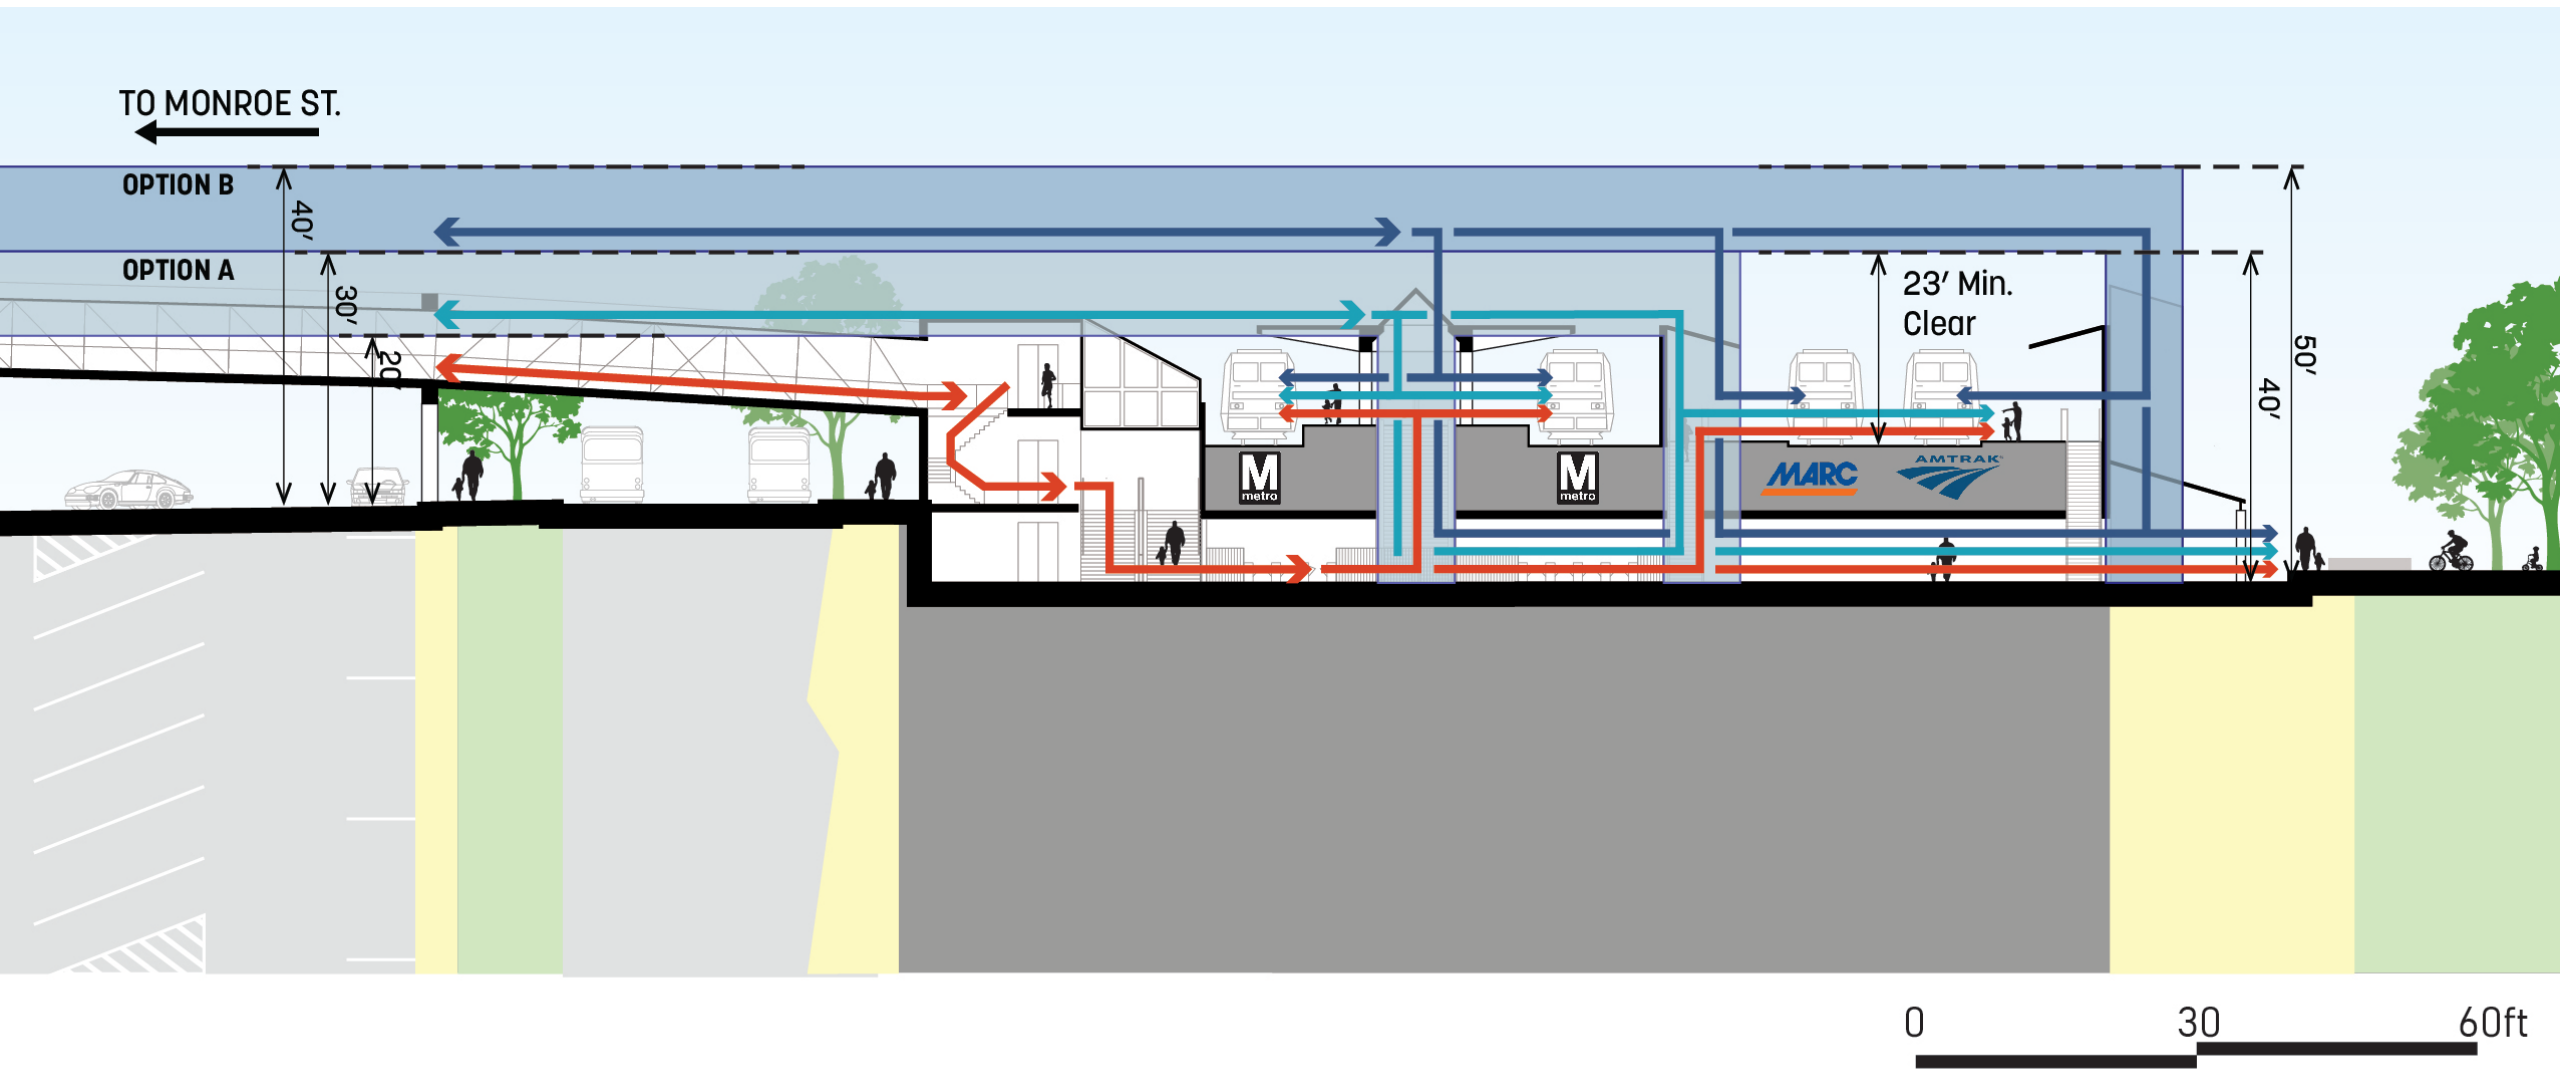 TO MONROE ST.
OPTION B
40'
OPTION A
30'
20'
23' Min.
Clear
50'
40'
M
metro
M
metro
MARC
AMTRAK
0 30 60ft